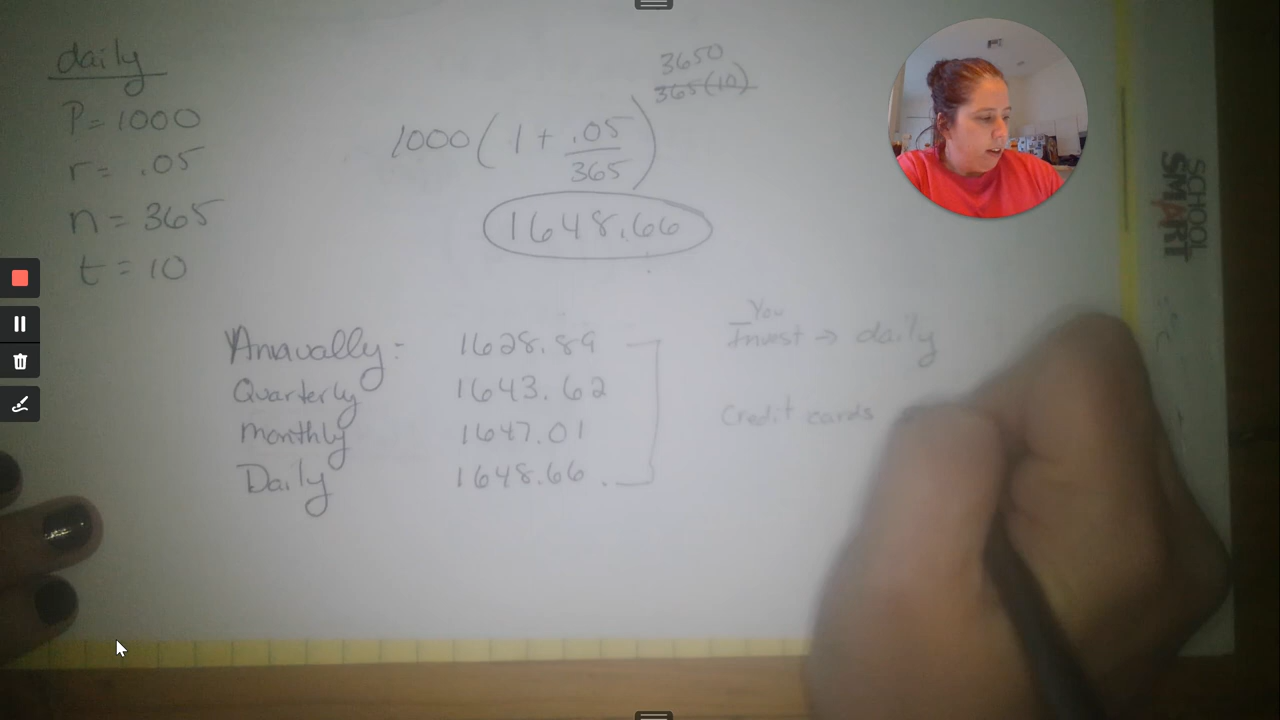 daily
P = 1000
r = .05
n = 365
t = 10
3650
365(10)
1000 ( 1 + .05
365 )
1648.66
Annually: 1628.89
Quarterly 1643.62
Monthly 1647.01
Daily 1648.66
You
Invest → daily
Credit cards
SCHOOL
SMART